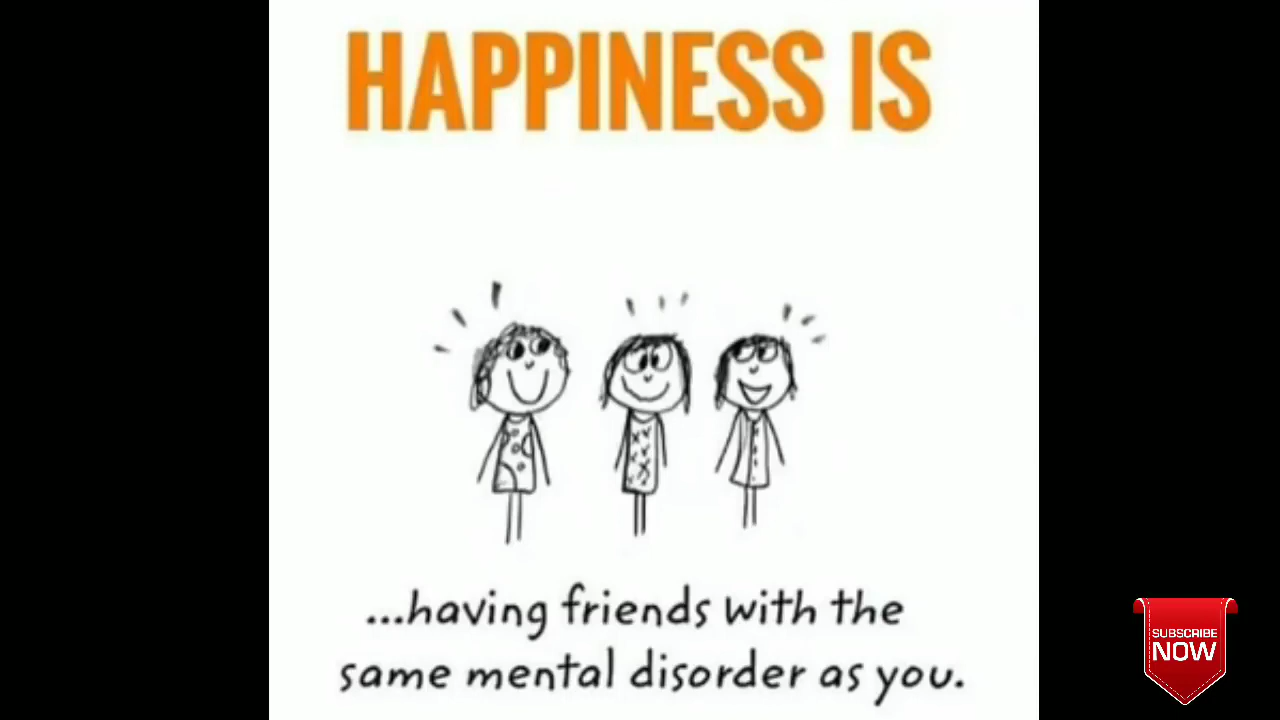 HAPPINESS IS
...having friends with the
same mental disorder as you.
SUBSCRIBE
NOW